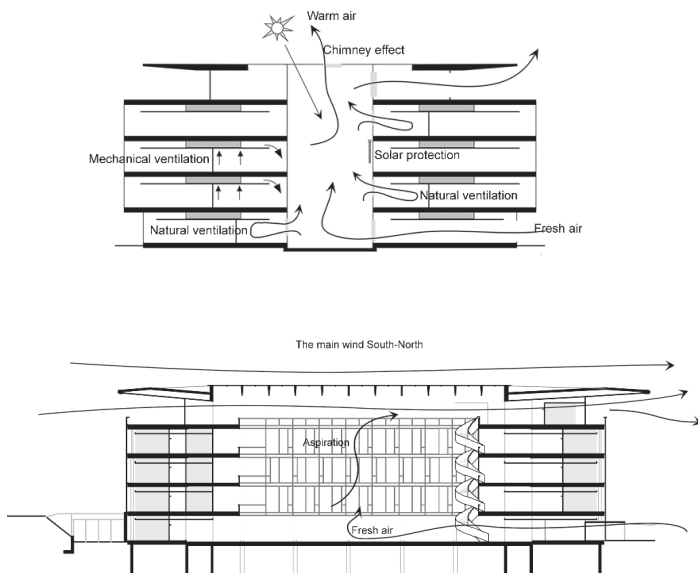 Warm air
Chimney effect
Mechanical ventilation
Solar protection
Natural ventilation
Natural ventilation
Fresh air
The main wind South-North
Aspiration
Fresh air